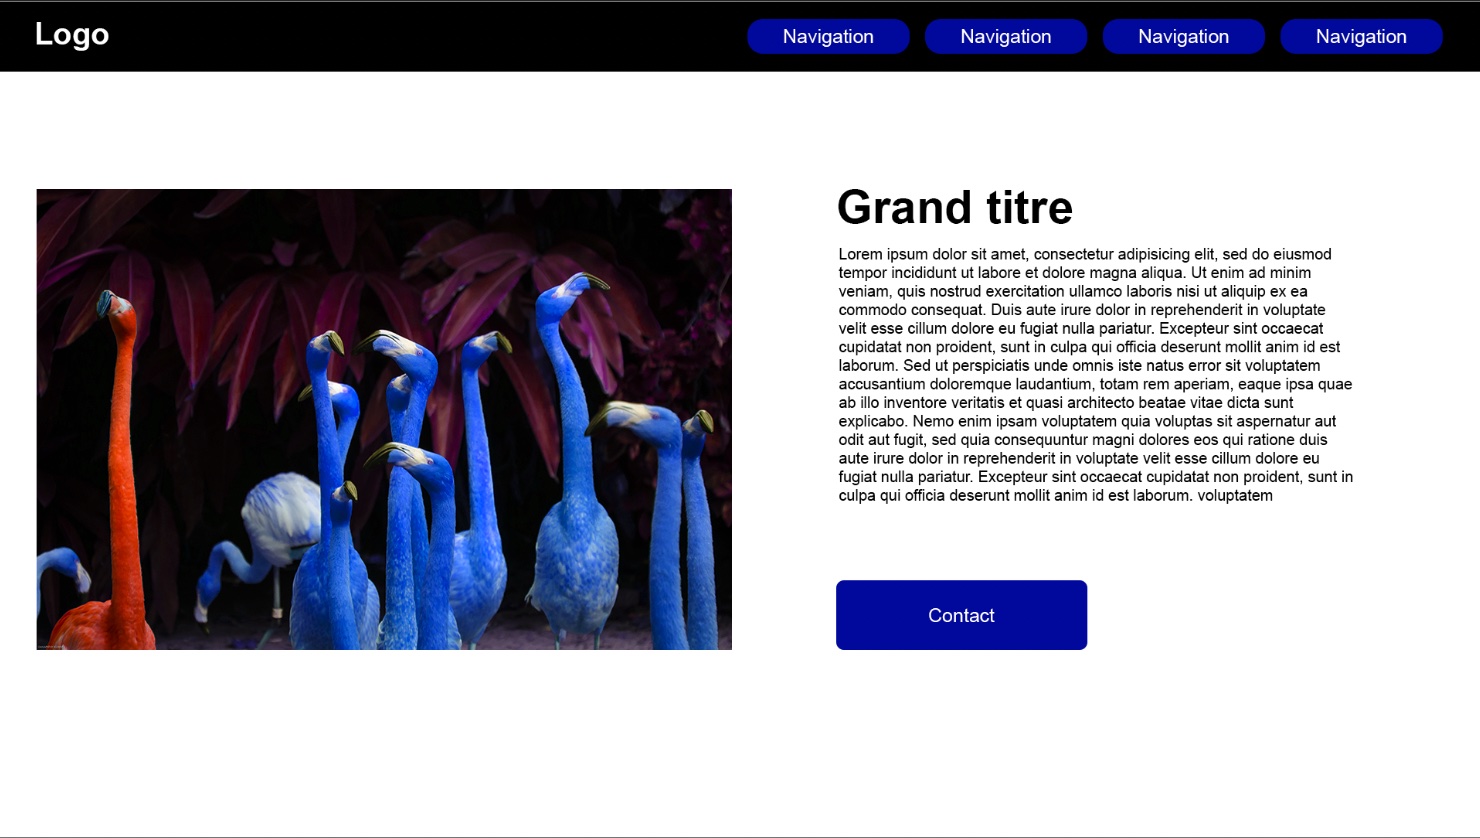 Logo
Navigation
Navigation
Navigation
Navigation
Grand titre
Lorem ipsum dolor sit amet, consectetur adipisicing elit, sed do eiusmod
tempor incididunt ut labore et dolore magna aliqua. Ut enim ad minim
veniam, quis nostrud exercitation ullamco laboris nisi ut aliquip ex ea
commodo consequat. Duis aute irure dolor in reprehenderit in voluptate
velit esse cillum dolore eu fugiat nulla pariatur. Excepteur sint occaecat
cupidatat non proident, sunt in culpa qui officia deserunt mollit anim id est
laborum. Sed ut perspiciatis unde omnis iste natus error sit voluptatem
accusantium doloremque laudantium, totam rem aperiam, eaque ipsa quae
ab illo inventore veritatis et quasi architecto beatae vitae dicta sunt
explicabo. Nemo enim ipsam voluptatem quia voluptas sit aspernatur aut
odit aut fugit, sed quia consequuntur magni dolores eos qui ratione duis
aute irure dolor in reprehenderit in voluptate velit esse cillum dolore eu
fugiat nulla pariatur. Excepteur sint occaecat cupidatat non proident, sunt in
culpa qui officia deserunt mollit anim id est laborum. voluptatem
Contact